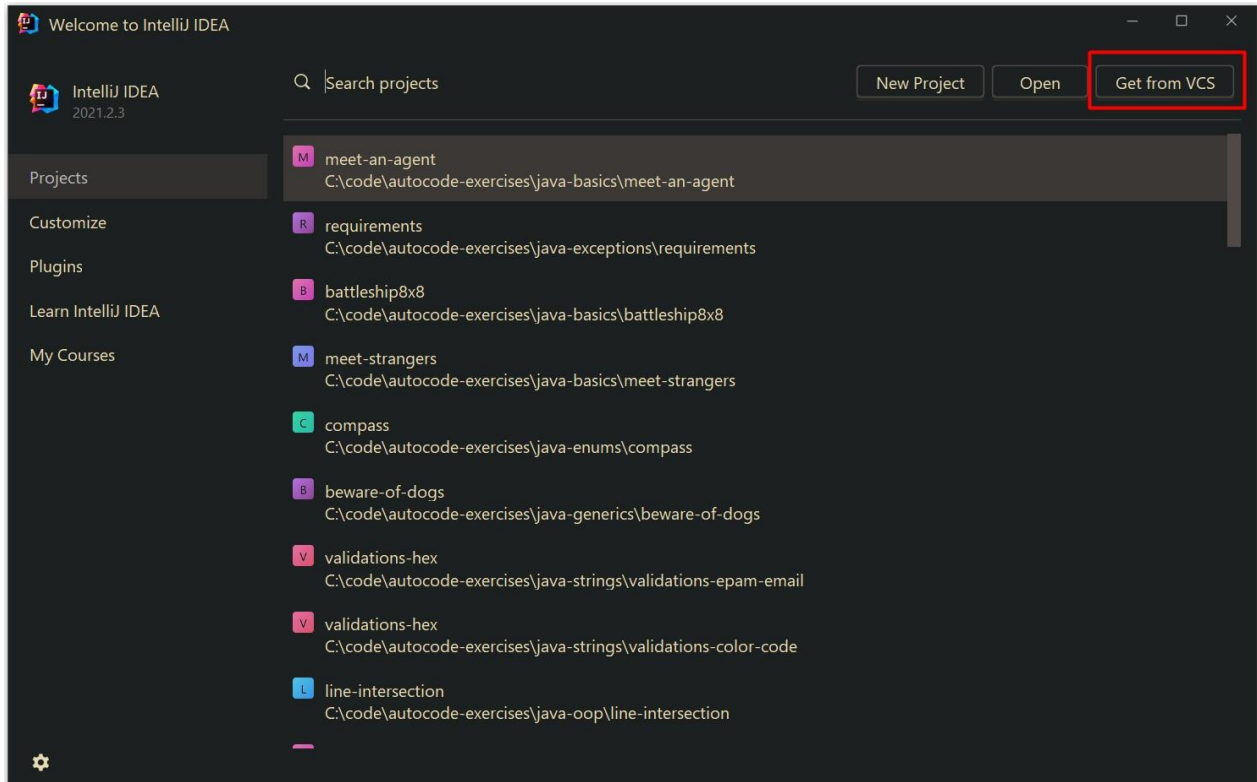 Welcome to IntelliJ IDEA
IntelliJ IDEA
2021.2.3
Projects
Customize
Plugins
Learn IntelliJ IDEA
My Courses
Search projects
New Project
Open
Get from VCS
M
meet-an-agent
C:\code\autocode-exercises\java-basics\meet-an-agent
R
requirements
C:\code\autocode-exercises\java-exceptions\requirements
B
battleship8x8
C:\code\autocode-exercises\java-basics\battleship8x8
M
meet-strangers
C:\code\autocode-exercises\java-basics\meet-strangers
C
compass
C:\code\autocode-exercises\java-enums\compass
B
beware-of-dogs
C:\code\autocode-exercises\java-generics\beware-of-dogs
V
validations-hex
C:\code\autocode-exercises\java-strings\validations-epam-email
V
validations-hex
C:\code\autocode-exercises\java-strings\validations-color-code
L
line-intersection
C:\code\autocode-exercises\java-oop\line-intersection